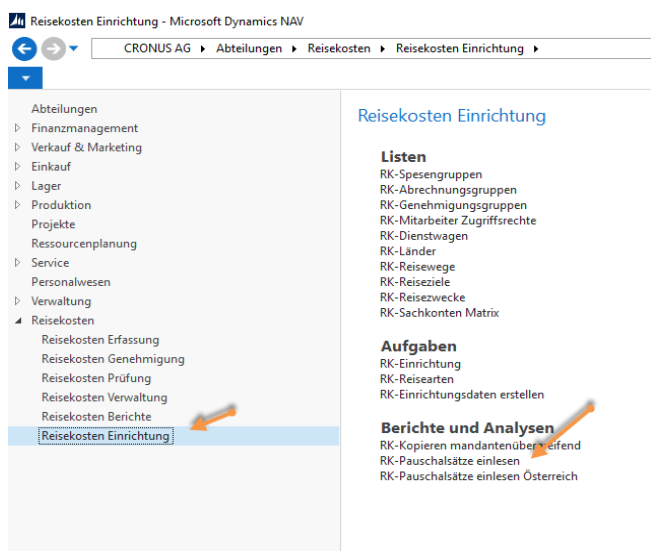 Reisekosten Einrichtung - Microsoft Dynamics NAV
CRONUS AG ▸ Abteilungen ▸ Reisekosten ▸ Reisekosten Einrichtung ▸
Abteilungen
Finanzmanagement
Verkauf & Marketing
Einkauf
Lager
Produktion
Projekte
Ressourcenplanung
Service
Personalwesen
Verwaltung
Reisekosten
Reisekosten Erfassung
Reisekosten Genehmigung
Reisekosten Prüfung
Reisekosten Verwaltung
Reisekosten Berichte
Reisekosten Einrichtung
Reisekosten Einrichtung
Listen
RK-Spesengruppen
RK-Abrechnungsgruppen
RK-Genehmigungsgruppen
RK-Mitarbeiter Zugriffsrechte
RK-Dienstwagen
RK-Länder
RK-Reisewege
RK-Reiseziele
RK-Reisezwecke
RK-Sachkonten Matrix
Aufgaben
RK-Einrichtung
RK-Reisearten
RK-Einrichtungsdaten erstellen
Berichte und Analysen
RK-Kopieren mandantenübergreifend
RK-Pauschalsätze einlesen
RK-Pauschalsätze einlesen Österreich